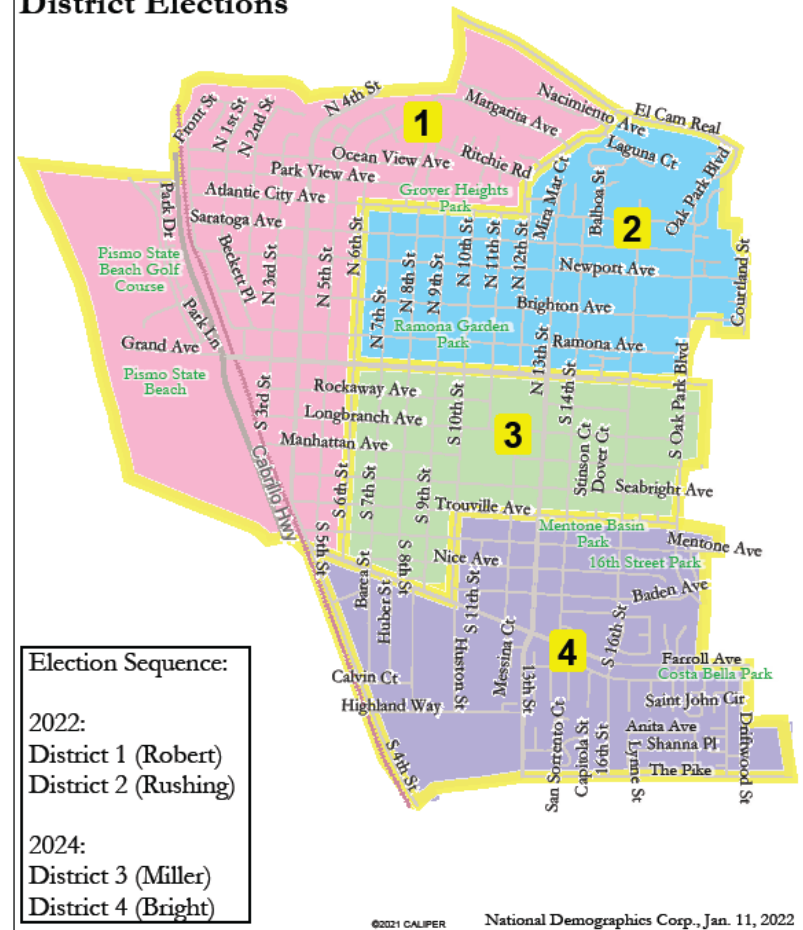 District Elections
Front St
N 1st St
N 2nd St
N 4th St
1
Margarita Ave
Nacimiento Ave
El Cam Real
Ocean View Ave
Ritchie Rd
Laguna Ct
Park View Ave
Mira Mar Ct
Balboa St
Oak Park Blvd
Atlantic City Ave
Grover Heights
Park
Park Dr
Saratoga Ave
2
Pismo State
Beach Golf
Course
Beckett Pl
N 3rd St
N 5th St
N 6th St
N 7th St
N 8th St
N 9th St
N 10th St
N 11th St
N 12th St
Newport Ave
Courtland St
Brighton Ave
Park Ln
Ramona Garden
Park
Ramona Ave
Grand Ave
N 13th St
Pismo State
Beach
S 3rd St
Rockaway Ave
S 10th St
S 14th St
S Oak Park Blvd
Longbranch Ave
3
Manhattan Ave
Cabrillo Hwy
S 6th St
S 7th St
S 9th St
Stinson Ct
Dover Ct
Seabright Ave
Trouville Ave
Mentone Basin
Park
Mentone Ave
S 5th St
Barca St
S 8th St
Nice Ave
16th Street Park
Huber St
S 11th St
Baden Ave
Huston St
Messina Ct
4
S 16th St
Farroll Ave
Costa Bella Park
Calvin Ct
Highland Way
13th St
Saint John Cir
S 4th St
San Sorrento Ct
Capitola St
16th St
Anita Ave
Lynne St
Shanna Pl
Driftwood St
The Pike
Election Sequence:
2022:
District 1 (Robert)
District 2 (Rushing)
2024:
District 3 (Miller)
District 4 (Bright)
©2021 CALIPER
National Demographics Corp., Jan. 11, 2022